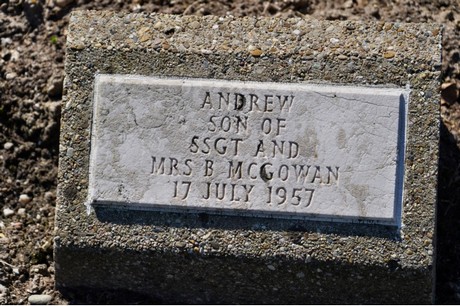 ANDREW
SON OF
SSGT AND
MRS B MCGOWAN
17 JULY 1957